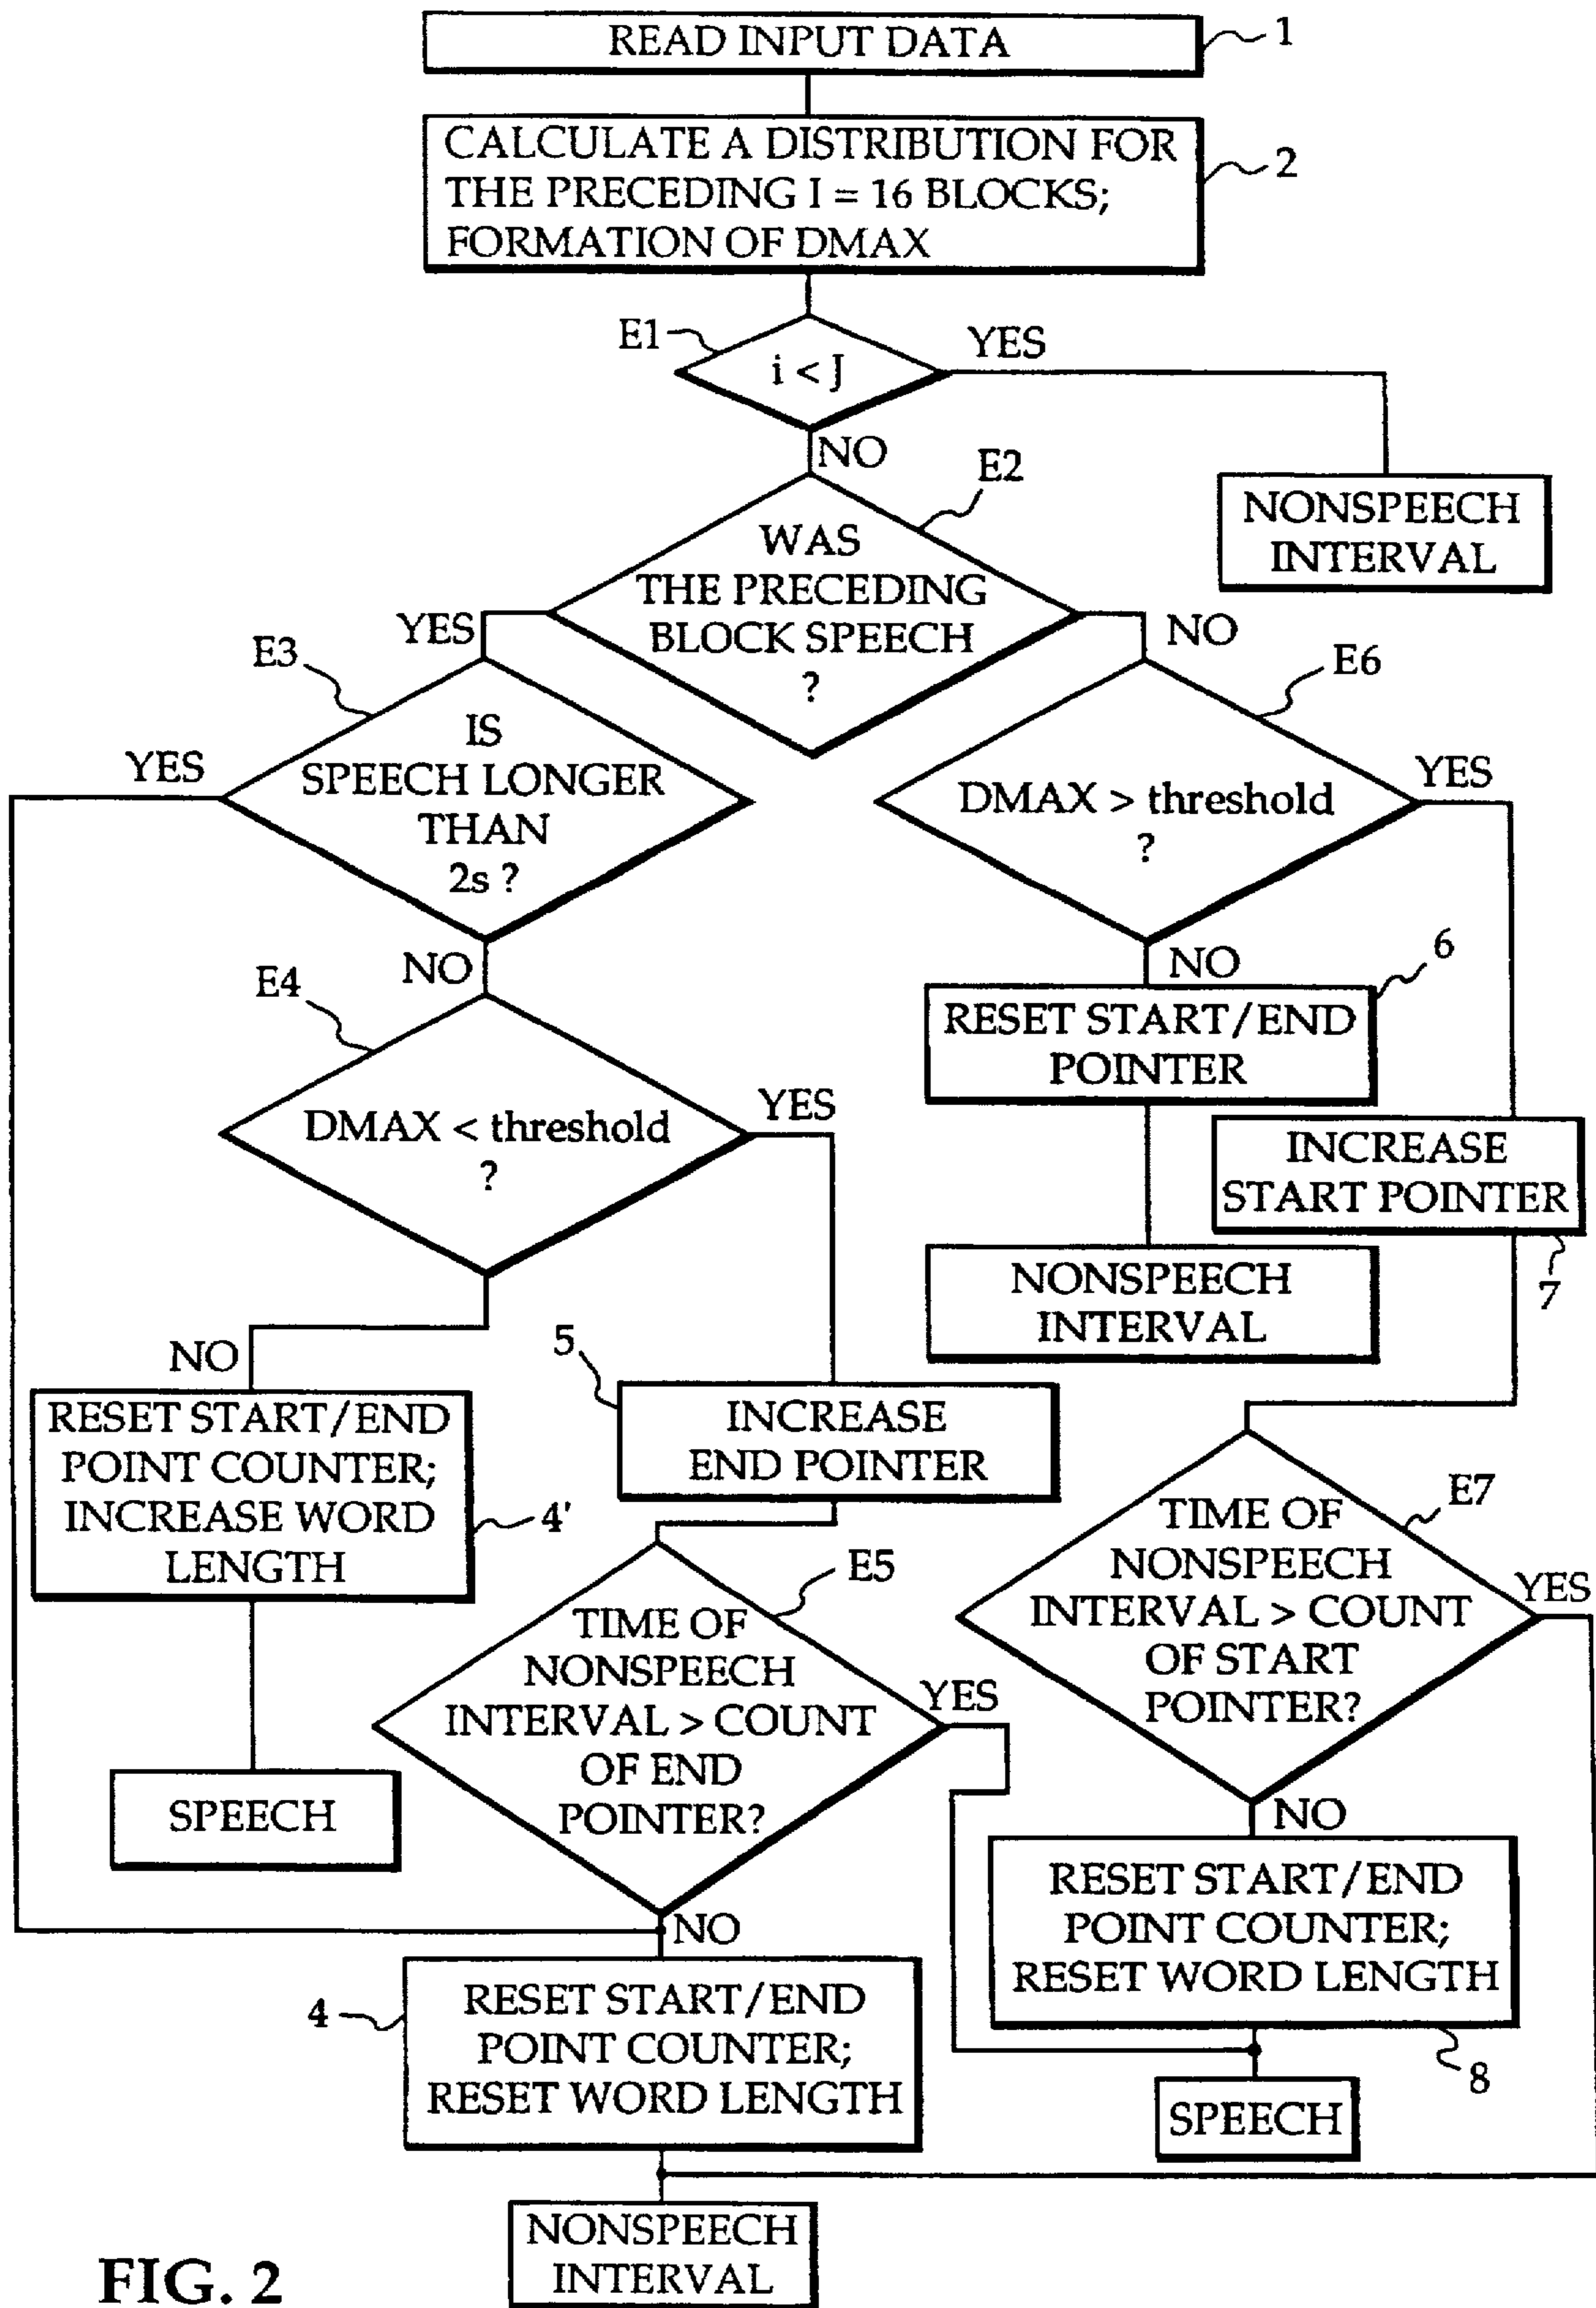 READ INPUT DATA
1
CALCULATE A DISTRIBUTION FOR
THE PRECEDING I = 16 BLOCKS;
FORMATION OF DMAX
2
E1
i < J
YES
NO
NONSPEECH
INTERVAL
E2
WAS
THE PRECEDING
BLOCK SPEECH
?
YES
NO
E3
IS
SPEECH LONGER
THAN
2s ?
YES
NO
E6
DMAX > threshold
?
YES
NO
6
RESET START/END
POINTER
NONSPEECH
INTERVAL
INCREASE
START POINTER
7
E4
DMAX < threshold
?
YES
NO
RESET START/END
POINT COUNTER;
INCREASE WORD
LENGTH
4'
SPEECH
5
INCREASE
END POINTER
E5
TIME OF
NONSPEECH
INTERVAL > COUNT
OF END
POINTER?
YES
NO
E7
TIME OF
NONSPEECH
INTERVAL > COUNT
OF START
POINTER?
YES
NO
RESET START/END
POINT COUNTER;
RESET WORD LENGTH
8
SPEECH
4
RESET START/END
POINT COUNTER;
RESET WORD LENGTH
NONSPEECH
INTERVAL
FIG. 2